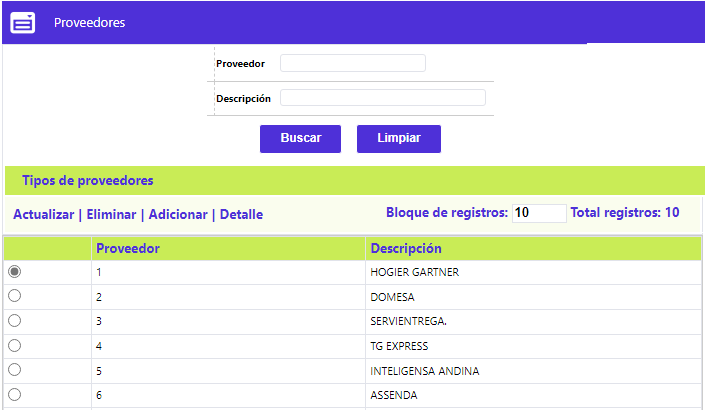 Proveedores
Proveedor
Descripción
Buscar Limpiar
Tipos de proveedores
Actualizar | Eliminar | Adicionar | Detalle Bloque de registros: 10 Total registros: 10
Proveedor Descripción
1 HOGIER GARTNER
2 DOMESA
3 SERVIENTREGA.
4 TG EXPRESS
5 INTELIGENSA ANDINA
6 ASSENDA